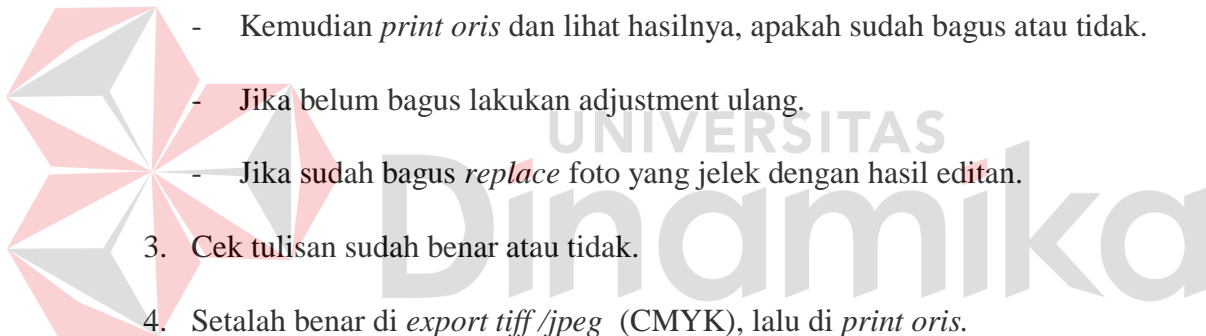 - Kemudian print oris dan lihat hasilnya, apakah sudah bagus atau tidak.
- Jika belum bagus lakukan adjustment ulang.
UNIVERSITAS
Dinamika
- Jika sudah bagus replace foto yang jelek dengan hasil editan.
3. Cek tulisan sudah benar atau tidak.
4. Setalah benar di export tiff /jpeg (CMYK), lalu di print oris.